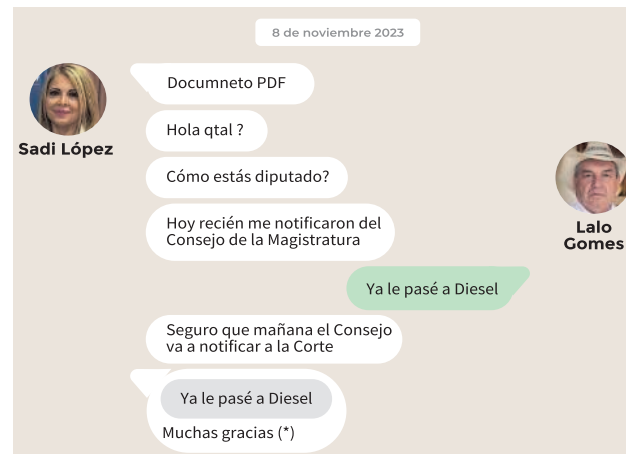 8 de noviembre 2023
Documneto PDF
Sadi López
Hola qtal ?
Cómo estás diputado?
Hoy recién me notificaron del
Consejo de la Magistratura
Lalo
Gomes
Ya le pasé a Diesel
Seguro que mañana el Consejo
va a notificar a la Corte
Ya le pasé a Diesel
Muchas gracias (*)